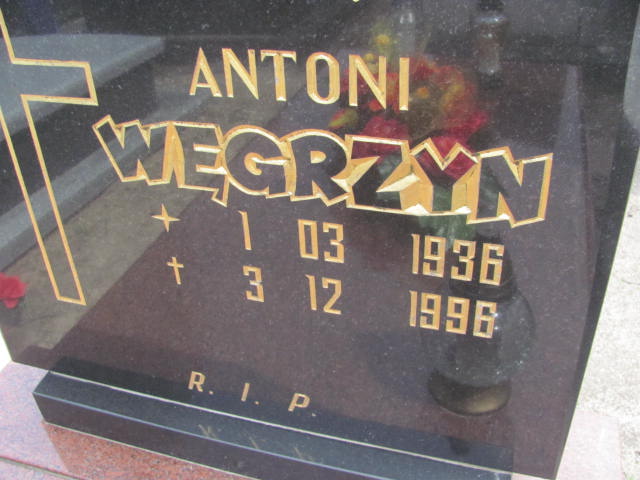 ANTONI
WĘGRZYN
1 03 1936
† 3 12 1996
R. I. P.